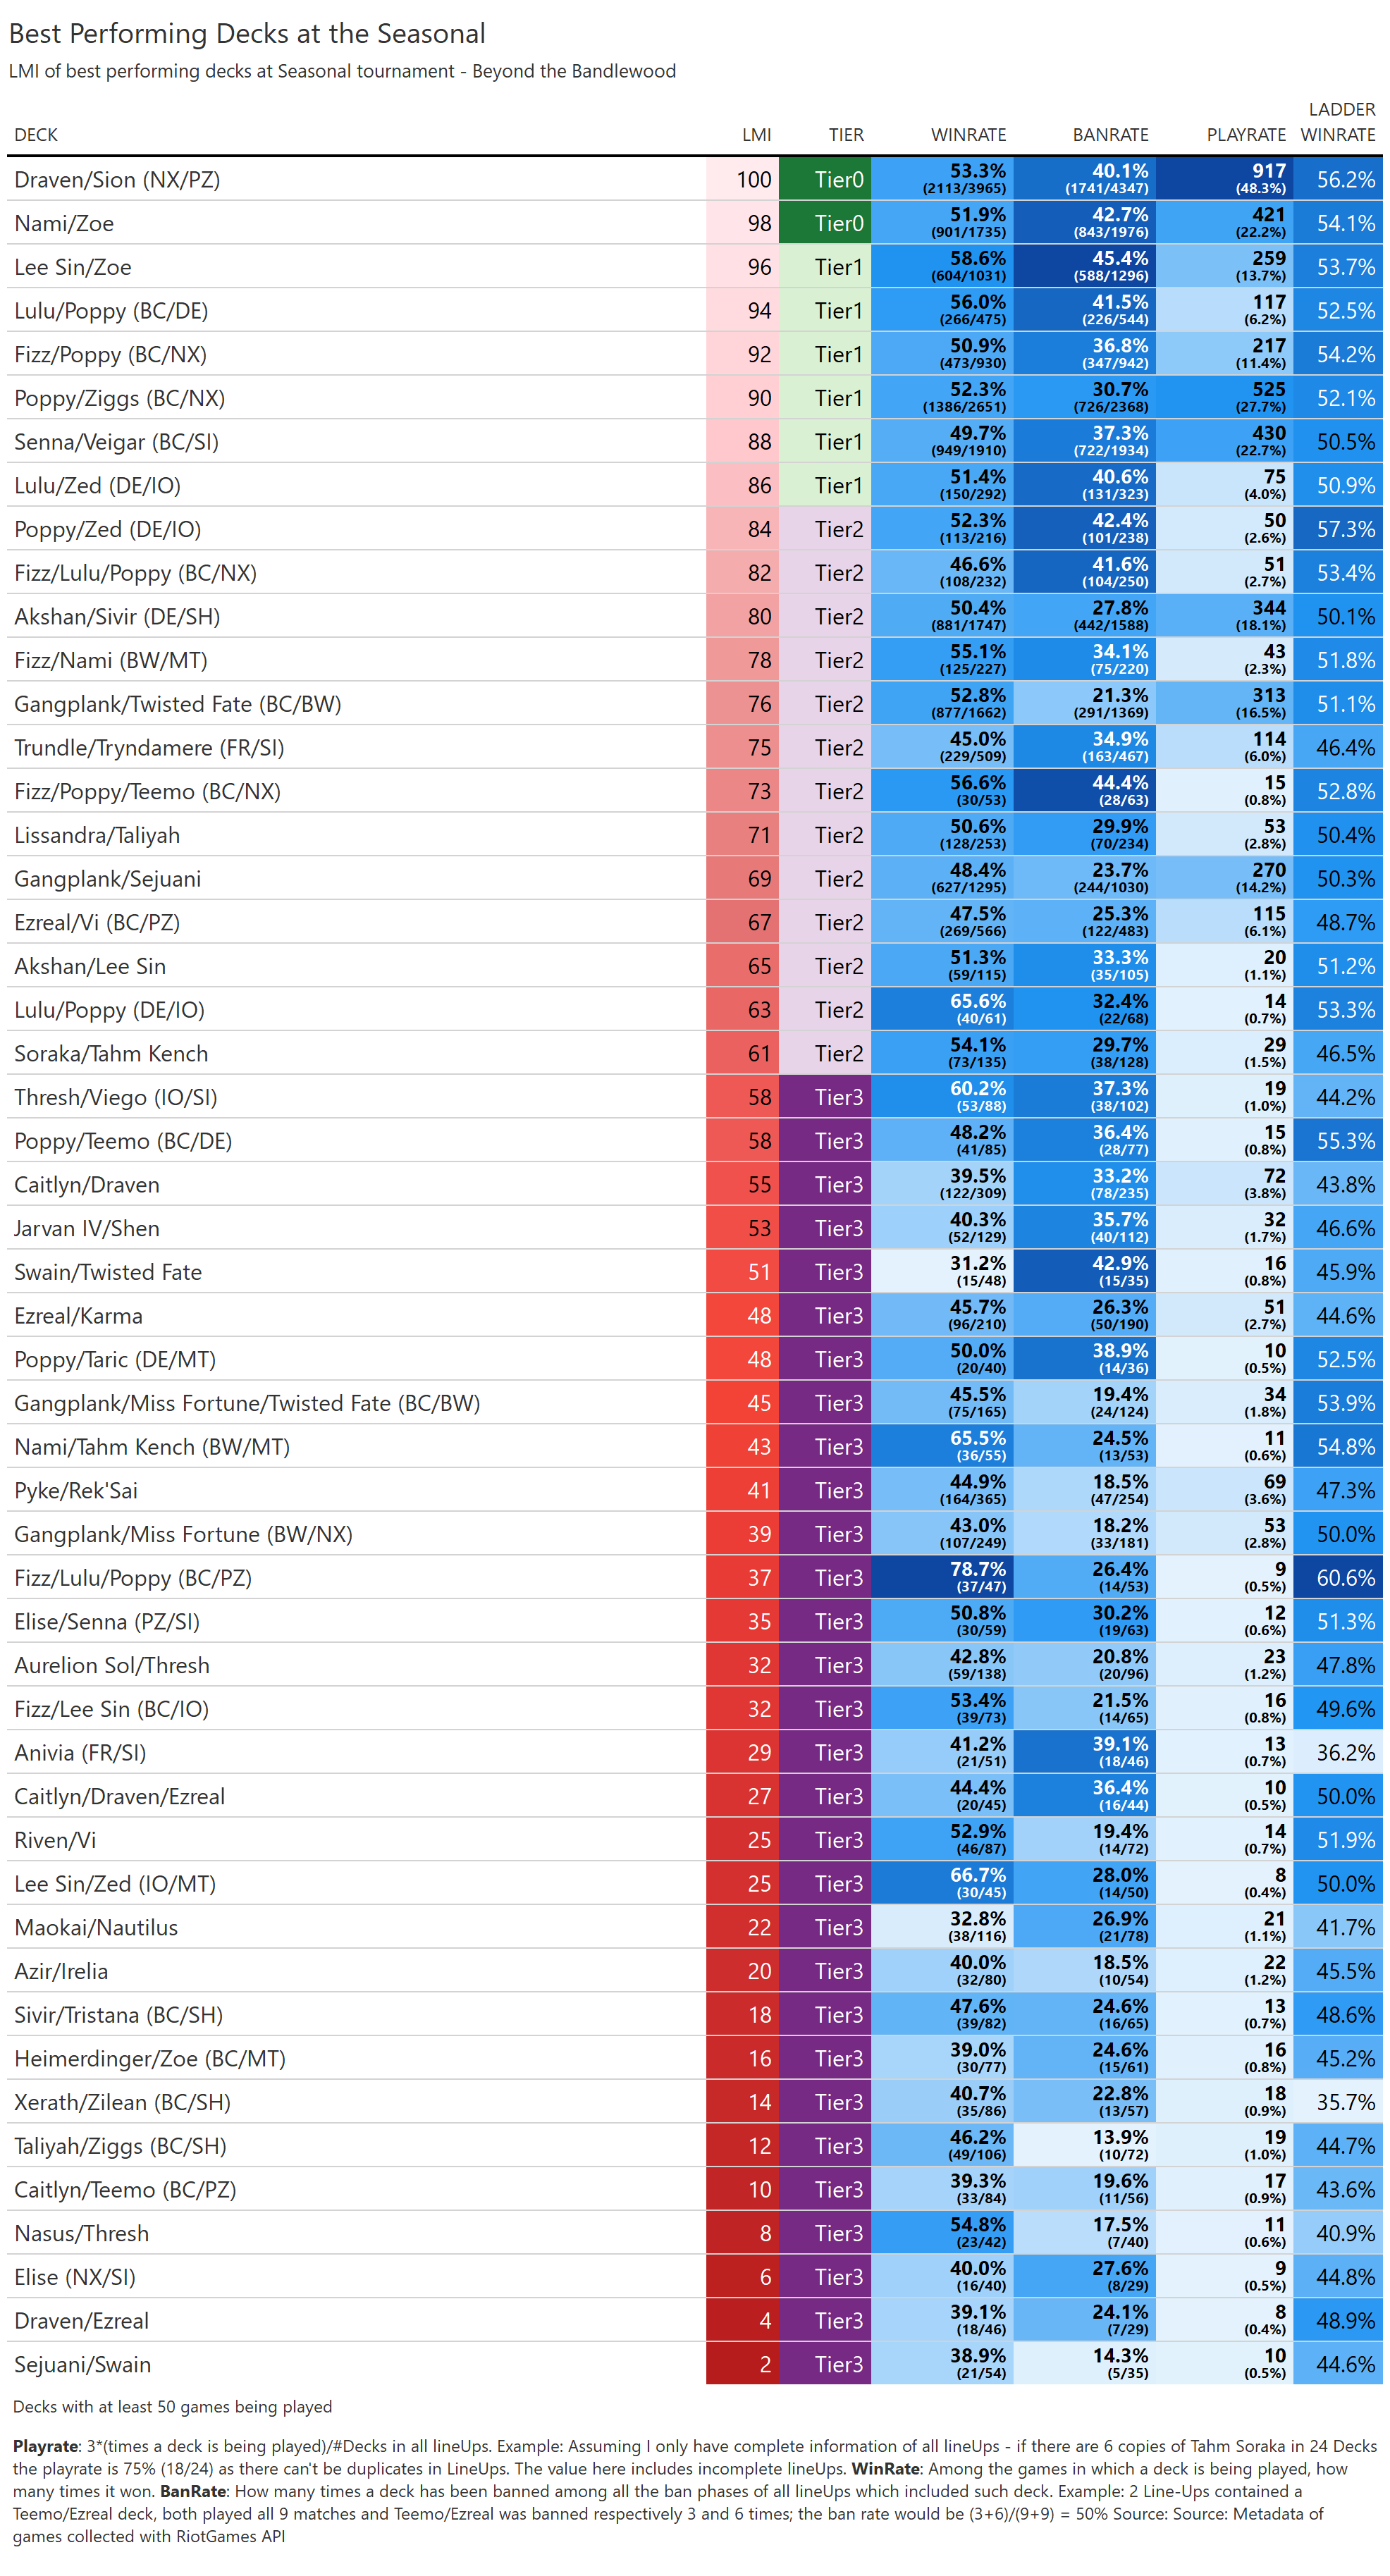 Best Performing Decks at the Seasonal
LMI of best performing decks at Seasonal tournament - Beyond the Bandlewood
DECK LMI TIER WINRATE BANRATE PLAYRATE LADDER WINRATE
Draven/Sion (NX/PZ) 100 Tier0 53.3% (2113/3965) 40.1% (1741/4347) 917 (48.3%) 56.2%
Nami/Zoe 98 Tier0 51.9% (901/1735) 42.7% (843/1976) 421 (22.2%) 54.1%
Lee Sin/Zoe 96 Tier1 58.6% (604/1031) 45.4% (588/1296) 259 (13.7%) 53.7%
Lulu/Poppy (BC/DE) 94 Tier1 56.0% (266/475) 41.5% (226/544) 117 (6.2%) 52.5%
Fizz/Poppy (BC/NX) 92 Tier1 50.9% (473/930) 36.8% (347/942) 217 (11.4%) 54.2%
Poppy/Ziggs (BC/NX) 90 Tier1 52.3% (1386/2651) 30.7% (726/2368) 525 (27.7%) 52.1%
Senna/Veigar (BC/SI) 88 Tier1 49.7% (949/1910) 37.3% (722/1934) 430 (22.7%) 50.5%
Lulu/Zed (DE/IO) 86 Tier1 51.4% (150/292) 40.6% (131/323) 75 (4.0%) 50.9%
Poppy/Zed (DE/IO) 84 Tier2 52.3% (113/216) 42.4% (101/238) 50 (2.6%) 57.3%
Fizz/Lulu/Poppy (BC/NX) 82 Tier2 46.6% (108/232) 41.6% (104/250) 51 (2.7%) 53.4%
Akshan/Sivir (DE/SH) 80 Tier2 50.4% (881/1747) 27.8% (442/1588) 344 (18.1%) 50.1%
Fizz/Nami (BW/MT) 78 Tier2 55.1% (125/227) 34.1% (75/220) 43 (2.3%) 51.8%
Gangplank/Twisted Fate (BC/BW) 76 Tier2 52.8% (877/1662) 21.3% (291/1369) 313 (16.5%) 51.1%
Trundle/Tryndamere (FR/SI) 75 Tier2 45.0% (229/509) 34.9% (163/467) 114 (6.0%) 46.4%
Fizz/Poppy/Teemo (BC/NX) 73 Tier2 56.6% (30/53) 44.4% (28/63) 15 (0.8%) 52.8%
Lissandra/Taliyah 71 Tier2 50.6% (128/253) 29.9% (70/234) 53 (2.8%) 50.4%
Gangplank/Sejuani 69 Tier2 48.4% (627/1295) 23.7% (244/1030) 270 (14.2%) 50.3%
Ezreal/Vi (BC/PZ) 67 Tier2 47.5% (269/566) 25.3% (122/483) 115 (6.1%) 48.7%
Akshan/Lee Sin 65 Tier2 51.3% (59/115) 33.3% (35/105) 20 (1.1%) 51.2%
Lulu/Poppy (DE/IO) 63 Tier2 65.6% (40/61) 32.4% (22/68) 14 (0.7%) 53.3%
Soraka/Tahm Kench 61 Tier2 54.1% (73/135) 29.7% (38/128) 29 (1.5%) 46.5%
Thresh/Viego (IO/SI) 58 Tier3 60.2% (53/88) 37.3% (38/102) 19 (1.0%) 44.2%
Poppy/Teemo (BC/DE) 58 Tier3 48.2% (41/85) 36.4% (28/77) 15 (0.8%) 55.3%
Caitlyn/Draven 55 Tier3 39.5% (122/309) 33.2% (78/235) 72 (3.8%) 43.8%
Jarvan IV/Shen 53 Tier3 40.3% (52/129) 35.7% (40/112) 32 (1.7%) 46.6%
Swain/Twisted Fate 51 Tier3 31.2% (15/48) 42.9% (15/35) 16 (0.8%) 45.9%
Ezreal/Karma 48 Tier3 45.7% (96/210) 26.3% (50/190) 51 (2.7%) 44.6%
Poppy/Taric (DE/MT) 48 Tier3 50.0% (20/40) 38.9% (14/36) 10 (0.5%) 52.5%
Gangplank/Miss Fortune/Twisted Fate (BC/BW) 45 Tier3 45.5% (75/165) 19.4% (24/124) 34 (1.8%) 53.9%
Nami/Tahm Kench (BW/MT) 43 Tier3 65.5% (36/55) 24.5% (13/53) 11 (0.6%) 54.8%
Pyke/Rek'Sai 41 Tier3 44.9% (164/365) 18.5% (47/254) 69 (3.6%) 47.3%
Gangplank/Miss Fortune (BW/NX) 39 Tier3 43.0% (107/249) 18.2% (33/181) 53 (2.8%) 50.0%
Fizz/Lulu/Poppy (BC/PZ) 37 Tier3 78.7% (37/47) 26.4% (14/53) 9 (0.5%) 60.6%
Elise/Senna (PZ/SI) 35 Tier3 50.8% (30/59) 30.2% (19/63) 12 (0.6%) 51.3%
Aurelion Sol/Thresh 32 Tier3 42.8% (59/138) 20.8% (20/96) 23 (1.2%) 47.8%
Fizz/Lee Sin (BC/IO) 32 Tier3 53.4% (39/73) 21.5% (14/65) 16 (0.8%) 49.6%
Anivia (FR/SI) 29 Tier3 41.2% (21/51) 39.1% (18/46) 13 (0.7%) 36.2%
Caitlyn/Draven/Ezreal 27 Tier3 44.4% (20/45) 36.4% (16/44) 10 (0.5%) 50.0%
Riven/Vi 25 Tier3 52.9% (46/87) 19.4% (14/72) 14 (0.7%) 51.9%
Lee Sin/Zed (IO/MT) 25 Tier3 66.7% (30/45) 28.0% (14/50) 8 (0.4%) 50.0%
Maokai/Nautilus 22 Tier3 32.8% (38/116) 26.9% (21/78) 21 (1.1%) 41.7%
Azir/Irelia 20 Tier3 40.0% (32/80) 18.5% (10/54) 22 (1.2%) 45.5%
Sivir/Tristana (BC/SH) 18 Tier3 47.6% (39/82) 24.6% (16/65) 13 (0.7%) 48.6%
Heimerdinger/Zoe (BC/MT) 16 Tier3 39.0% (30/77) 24.6% (15/61) 16 (0.8%) 45.2%
Xerath/Zilean (BC/SH) 14 Tier3 40.7% (35/86) 22.8% (13/57) 18 (0.9%) 35.7%
Taliyah/Ziggs (BC/SH) 12 Tier3 46.2% (49/106) 13.9% (10/72) 19 (1.0%) 44.7%
Caitlyn/Teemo (BC/PZ) 10 Tier3 39.3% (33/84) 19.6% (11/56) 17 (0.9%) 43.6%
Nasus/Thresh 8 Tier3 54.8% (23/42) 17.5% (7/40) 11 (0.6%) 40.9%
Elise (NX/SI) 6 Tier3 40.0% (16/40) 27.6% (8/29) 9 (0.5%) 44.8%
Draven/Ezreal 4 Tier3 39.1% (18/46) 24.1% (7/29) 8 (0.4%) 48.9%
Sejuani/Swain 2 Tier3 38.9% (21/54) 14.3% (5/35) 10 (0.5%) 44.6%
Decks with at least 50 games being played
Playrate: 3*(times a deck is being played)/#Decks in all lineUps. Example: Assuming I only have complete information of all lineUps - if there are 6 copies of Tahm Soraka in 24 Decks
the playrate is 75% (18/24) as there can't be duplicates in LineUps. The value here includes incomplete lineUps. WinRate: Among the games in which a deck is being played, how
many times it won. BanRate: How many times a deck has been banned among all the ban phases of all lineUps which included such deck. Example: 2 Line-Ups contained a
Teemo/Ezreal deck, both played all 9 matches and Teemo/Ezreal was banned respectively 3 and 6 times; the ban rate would be (3+6)/(9+9) = 50% Source: Source: Metadata of
games collected with RiotGames API